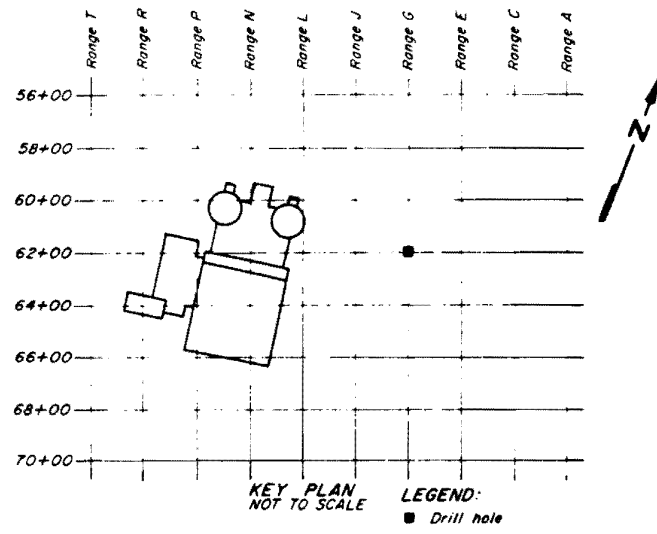 Range T
Range R
Range P
Range N
Range L
Range J
Range G
Range E
Range C
Range A
56+00
58+00
60+00
62+00
64+00
66+00
68+00
70+00
N
KEY PLAN
NOT TO SCALE
LEGEND:
Drill hole